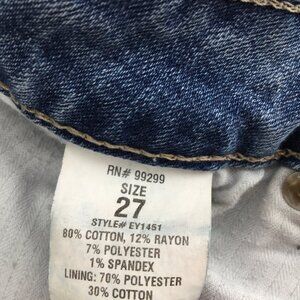 RN# 99299
SIZE
27
STYLE# EY1451
80% COTTON, 12% RAYON
7% POLYESTER
1% SPANDEX
LINING: 70% POLYESTER
30% COTTON